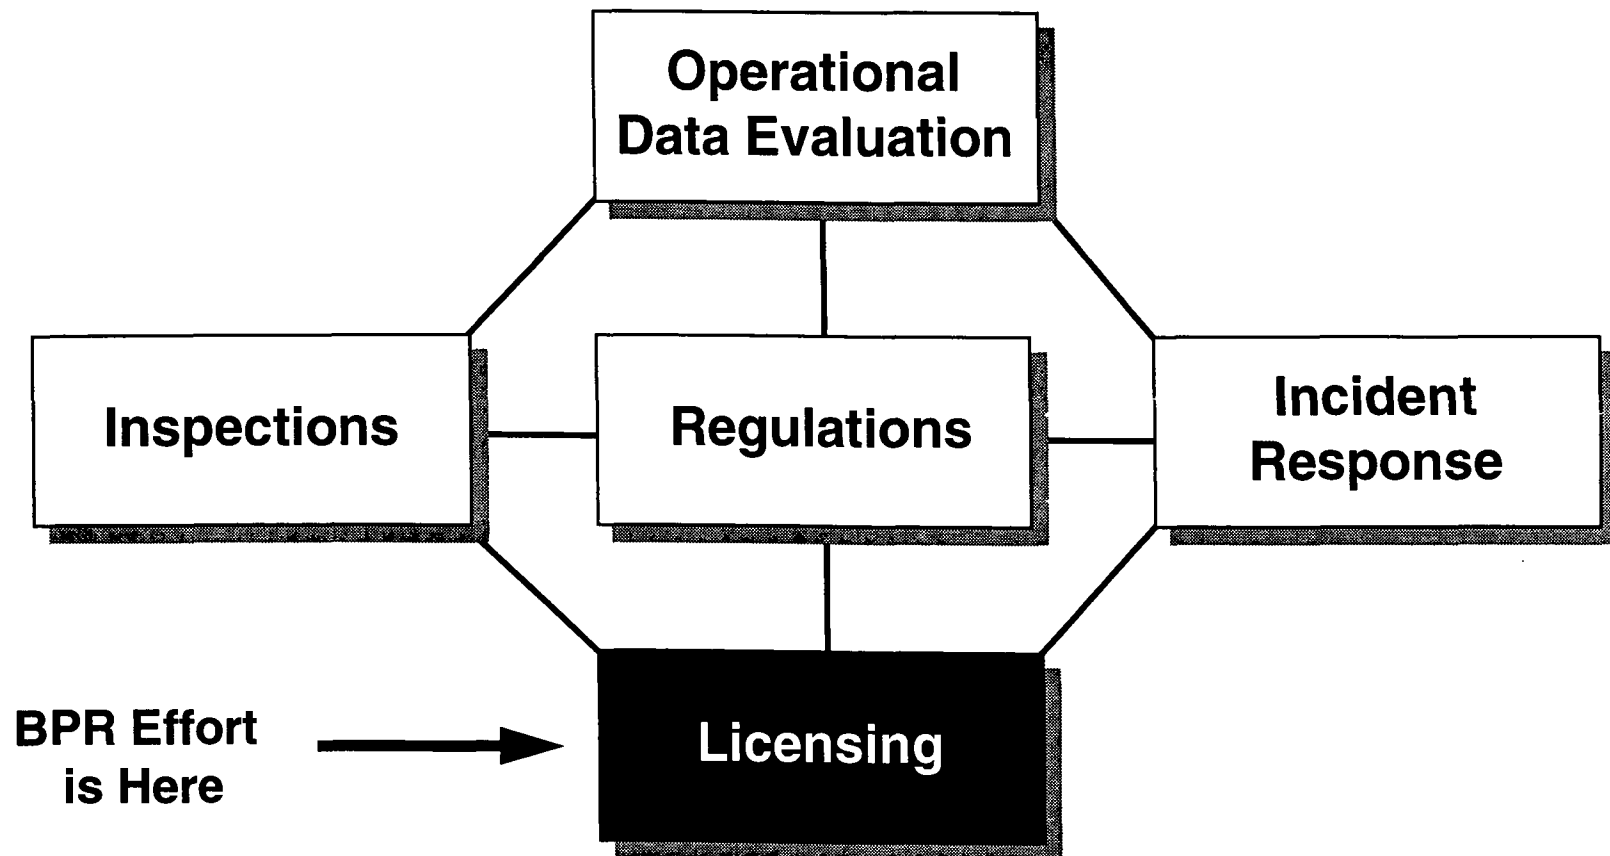 Operational
Data Evaluation
Inspections
Regulations
Incident
Response
BPR Effort
is Here
Licensing